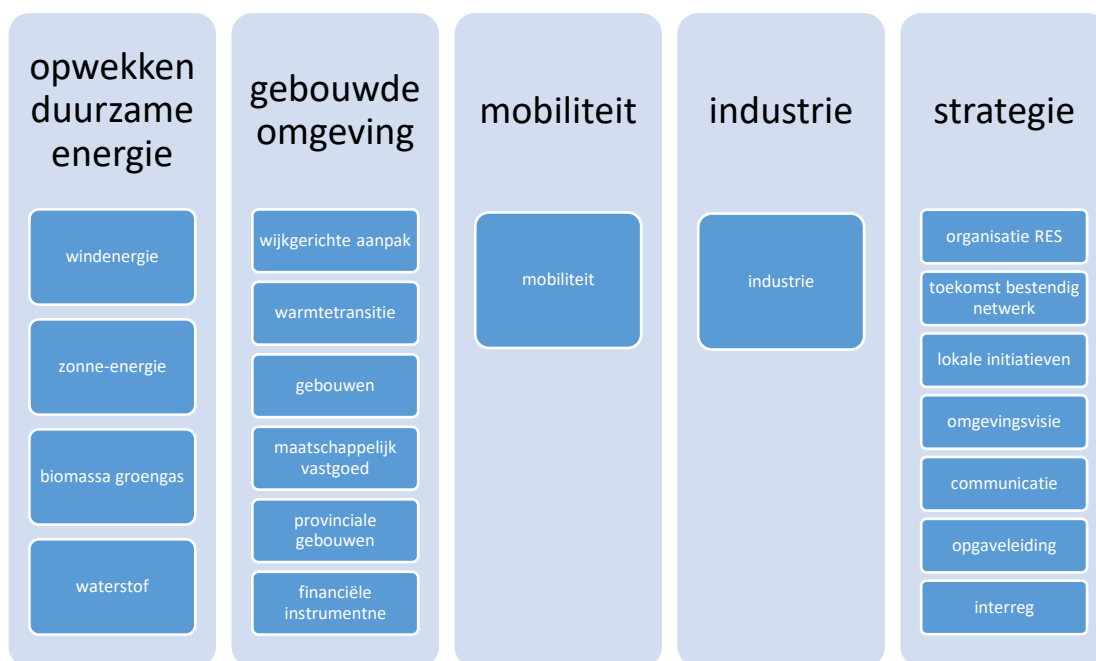 opwekken
duurzame
energie
windenergie
zonne-energie
biomassa groengas
waterstof
gebouwde
omgeving
wijkgerichte aanpak
warmtetransitie
gebouwen
maatschappelijk
vastgoed
provinciale
gebouwen
financiële
instrumentne
mobiliteit
mobiliteit
industrie
industrie
strategie
organisatie RES
toekomst bestendig
netwerk
lokale initiatieven
omgevingsvisie
communicatie
opgaveleiding
interreg